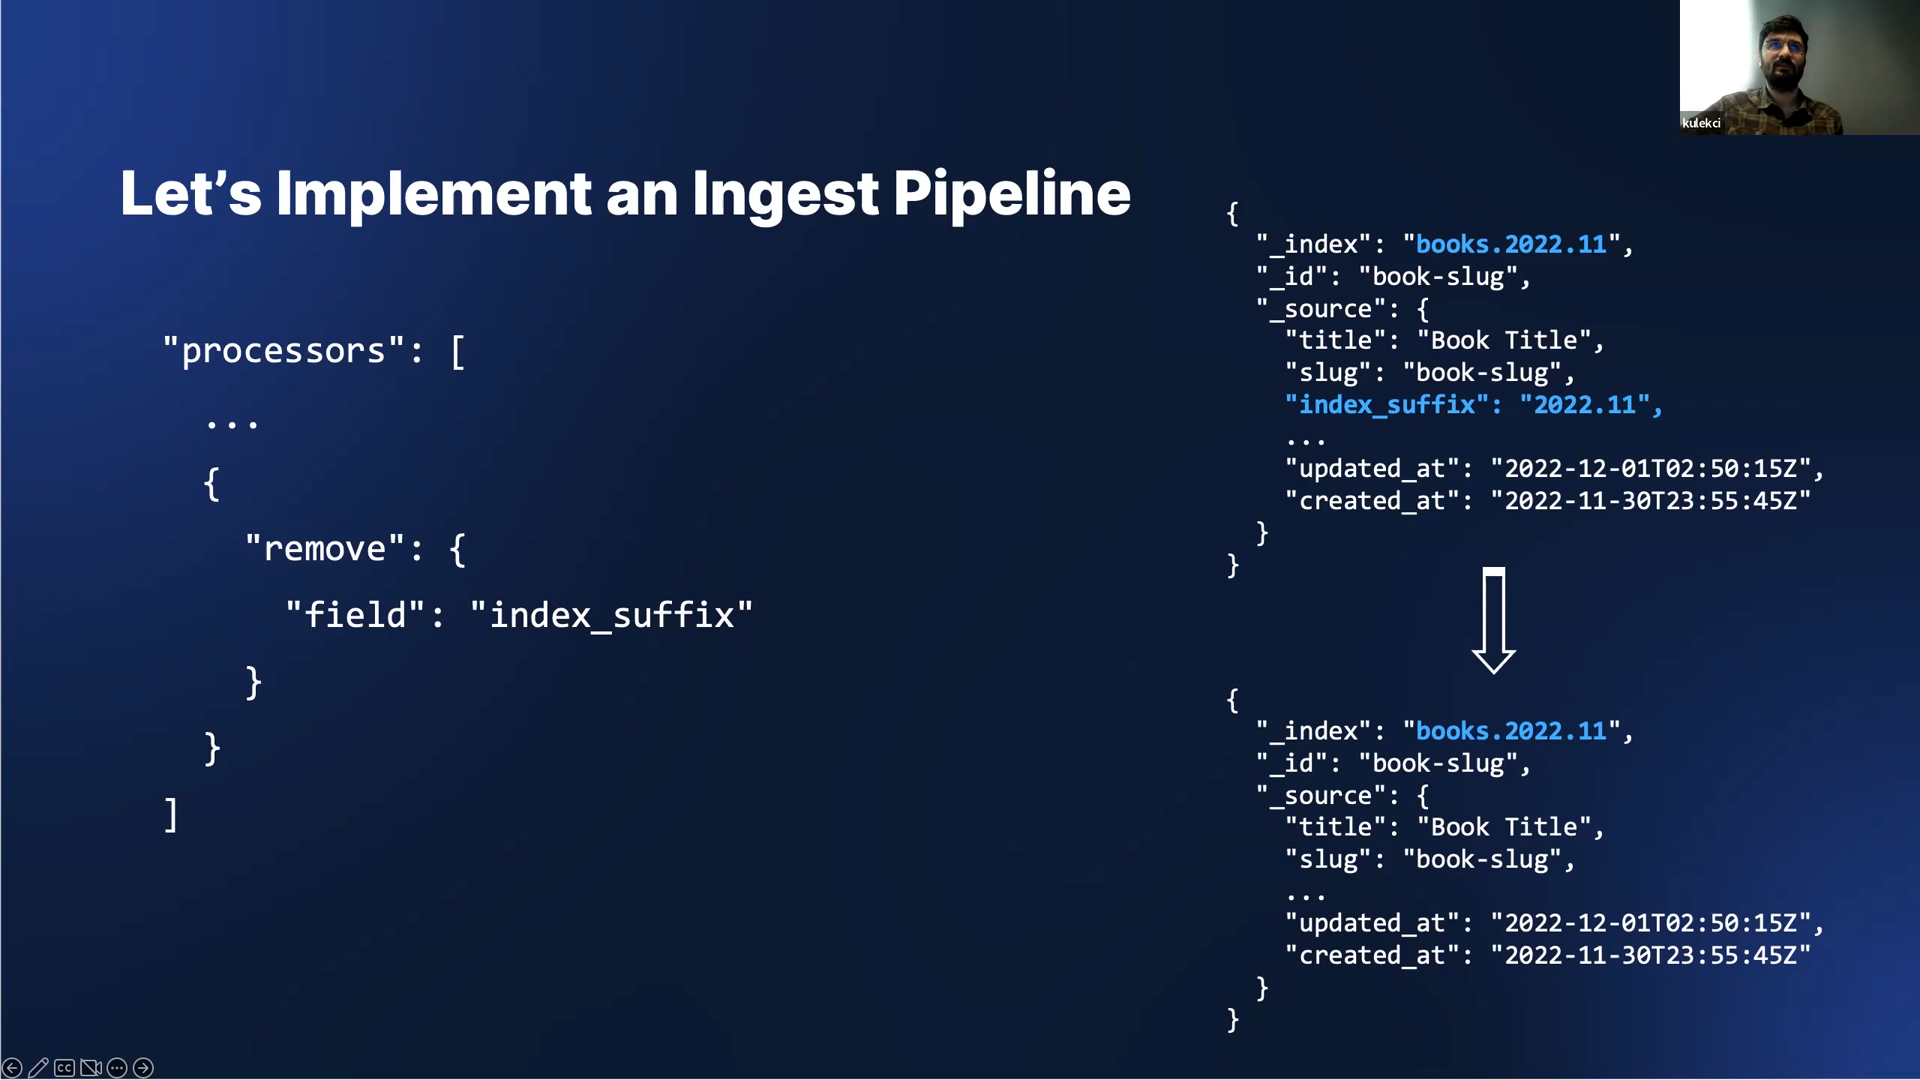 Let's Implement an Ingest Pipeline
"processors": [
...
{
"remove": {
"field": "index_suffix"
}
}
]
{
"_index": "books.2022.11",
"_id": "book-slug",
"_source": {
"title": "Book Title",
"slug": "book-slug",
"index_suffix": "2022.11",
...
"updated_at": "2022-12-01T02:50:15Z",
"created_at": "2022-11-30T23:55:45Z"
}
}
{
"_index": "books.2022.11",
"_id": "book-slug",
"_source": {
"title": "Book Title",
"slug": "book-slug",
...
"updated_at": "2022-12-01T02:50:15Z",
"created_at": "2022-11-30T23:55:45Z"
}
}
kulekci
CC